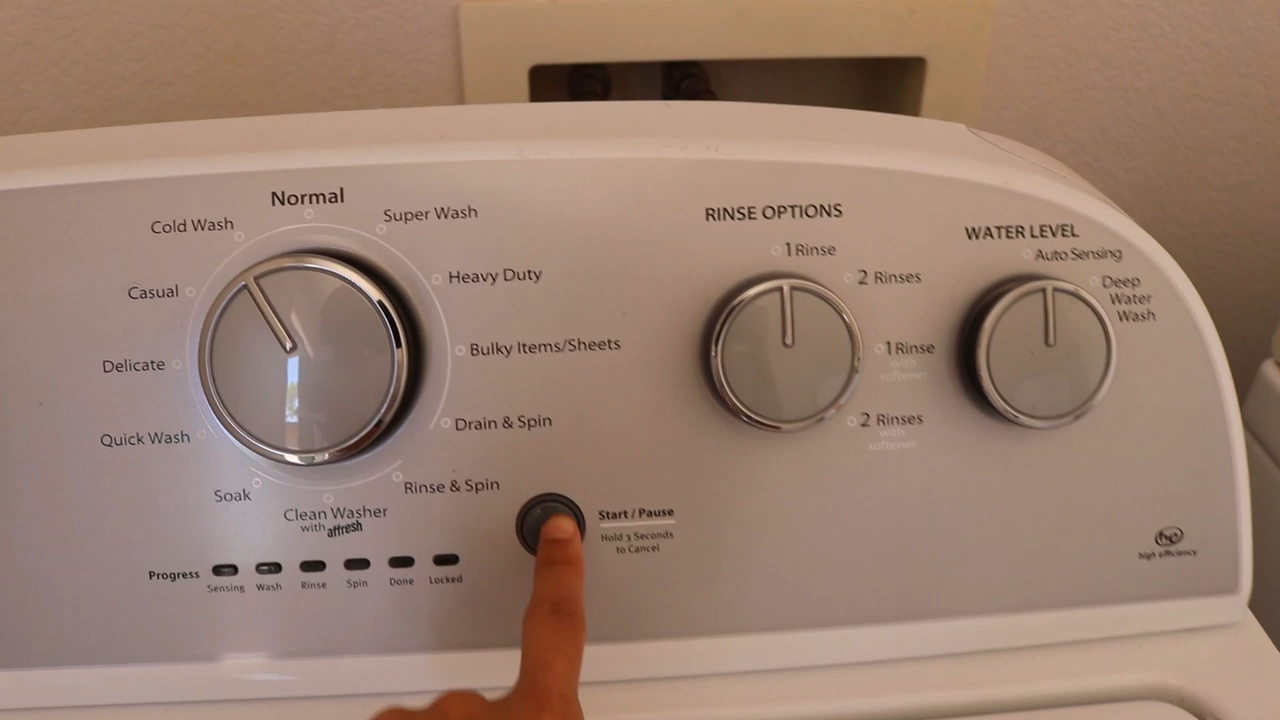 Normal
Cold Wash
Super Wash
Casual
Heavy Duty
Delicate
Bulky Items/Sheets
Quick Wash
Drain & Spin
Soak
Rinse & Spin
Clean Washer
with affresh
Progress
Sensing
Wash
Rinse
Spin
Done
Locked
Start / Pause
Hold 3 Seconds
to Cancel
RINSE OPTIONS
1 Rinse
2 Rinses
1 Rinse
with
softener
2 Rinses
with
softener
WATER LEVEL
Auto Sensing
Deep
Water
Wash
he
high efficiency